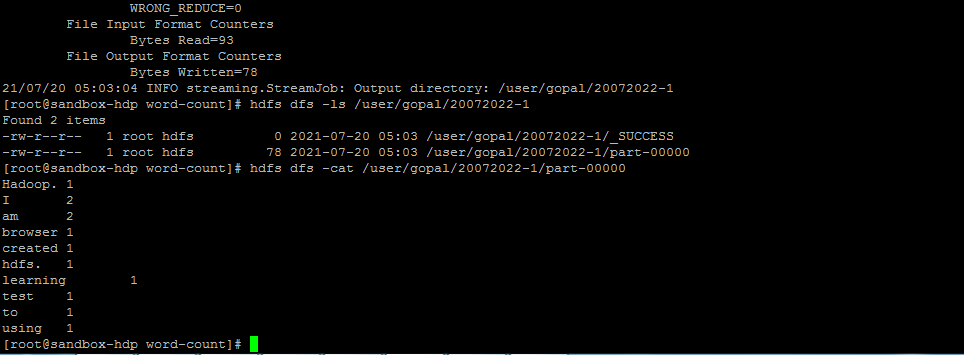 WRONG_REDUCE=0
File Input Format Counters
Bytes Read=93
File Output Format Counters
Bytes Written=78
21/07/20 05:03:04 INFO streaming.StreamJob: Output directory: /user/gopal/20072022-1
[root@sandbox-hdp word-count]# hdfs dfs -ls /user/gopal/20072022-1
Found 2 items
-rw-r--r--   1 root hdfs          0 2021-07-20 05:03 /user/gopal/20072022-1/_SUCCESS
-rw-r--r--   1 root hdfs         78 2021-07-20 05:03 /user/gopal/20072022-1/part-00000
[root@sandbox-hdp word-count]# hdfs dfs -cat /user/gopal/20072022-1/part-00000
Hadoop. 1
I       2
am      2
browser 1
created 1
hdfs.   1
learning        1
test    1
to      1
using   1
[root@sandbox-hdp word-count]#